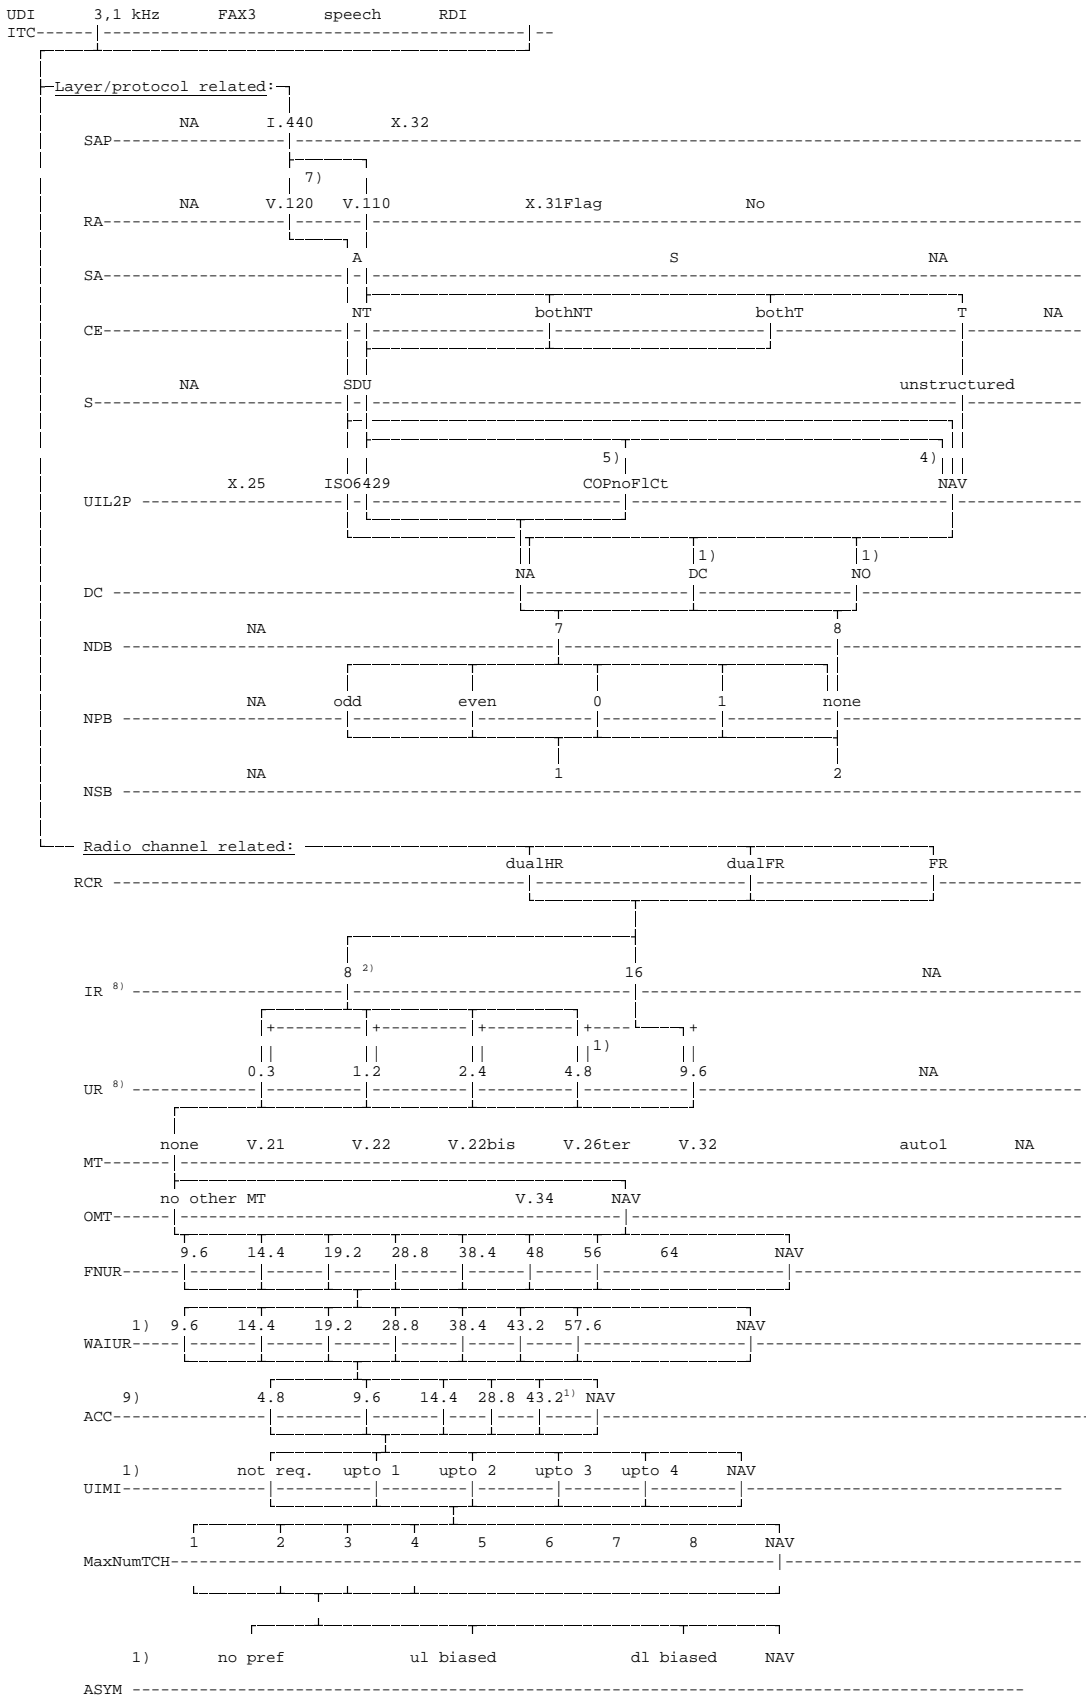 UDI 3,1 kHz FAX3 speech RDI
ITC
Layer/protocol related:
NA I.440 X.32
SAP
7)
NA V.120 V.110 X.31Flag No
RA
A S NA
SA
NT bothNT bothT T NA
CE
NA SDU unstructured
S
5) 4)
X.25 ISO6429 COPnoFlCt NAV
UIL2P
1) 1)
NA DC NO
DC
NA 7 8
NDB
NA odd even 0 1 none
NPB
NA 1 2
NSB
Radio channel related:
dualHR dualFR FR
RCR
8 2) 16 NA
IR 8)
+ + + + +
1)
0.3 1.2 2.4 4.8 9.6 NA
UR 8)
none V.21 V.22 V.22bis V.26ter V.32 auto1 NA
MT
no other MT V.34 NAV
OMT
9.6 14.4 19.2 28.8 38.4 48 56 64 NAV
FNUR
1) 9.6 14.4 19.2 28.8 38.4 43.2 57.6 NAV
WAIUR
9) 4.8 9.6 14.4 28.8 43.2 1) NAV
ACC
1) not req. upto 1 upto 2 upto 3 upto 4 NAV
UIMI
1 2 3 4 5 6 7 8 NAV
MaxNumTCH
1) no pref ul biased dl biased NAV
ASYM